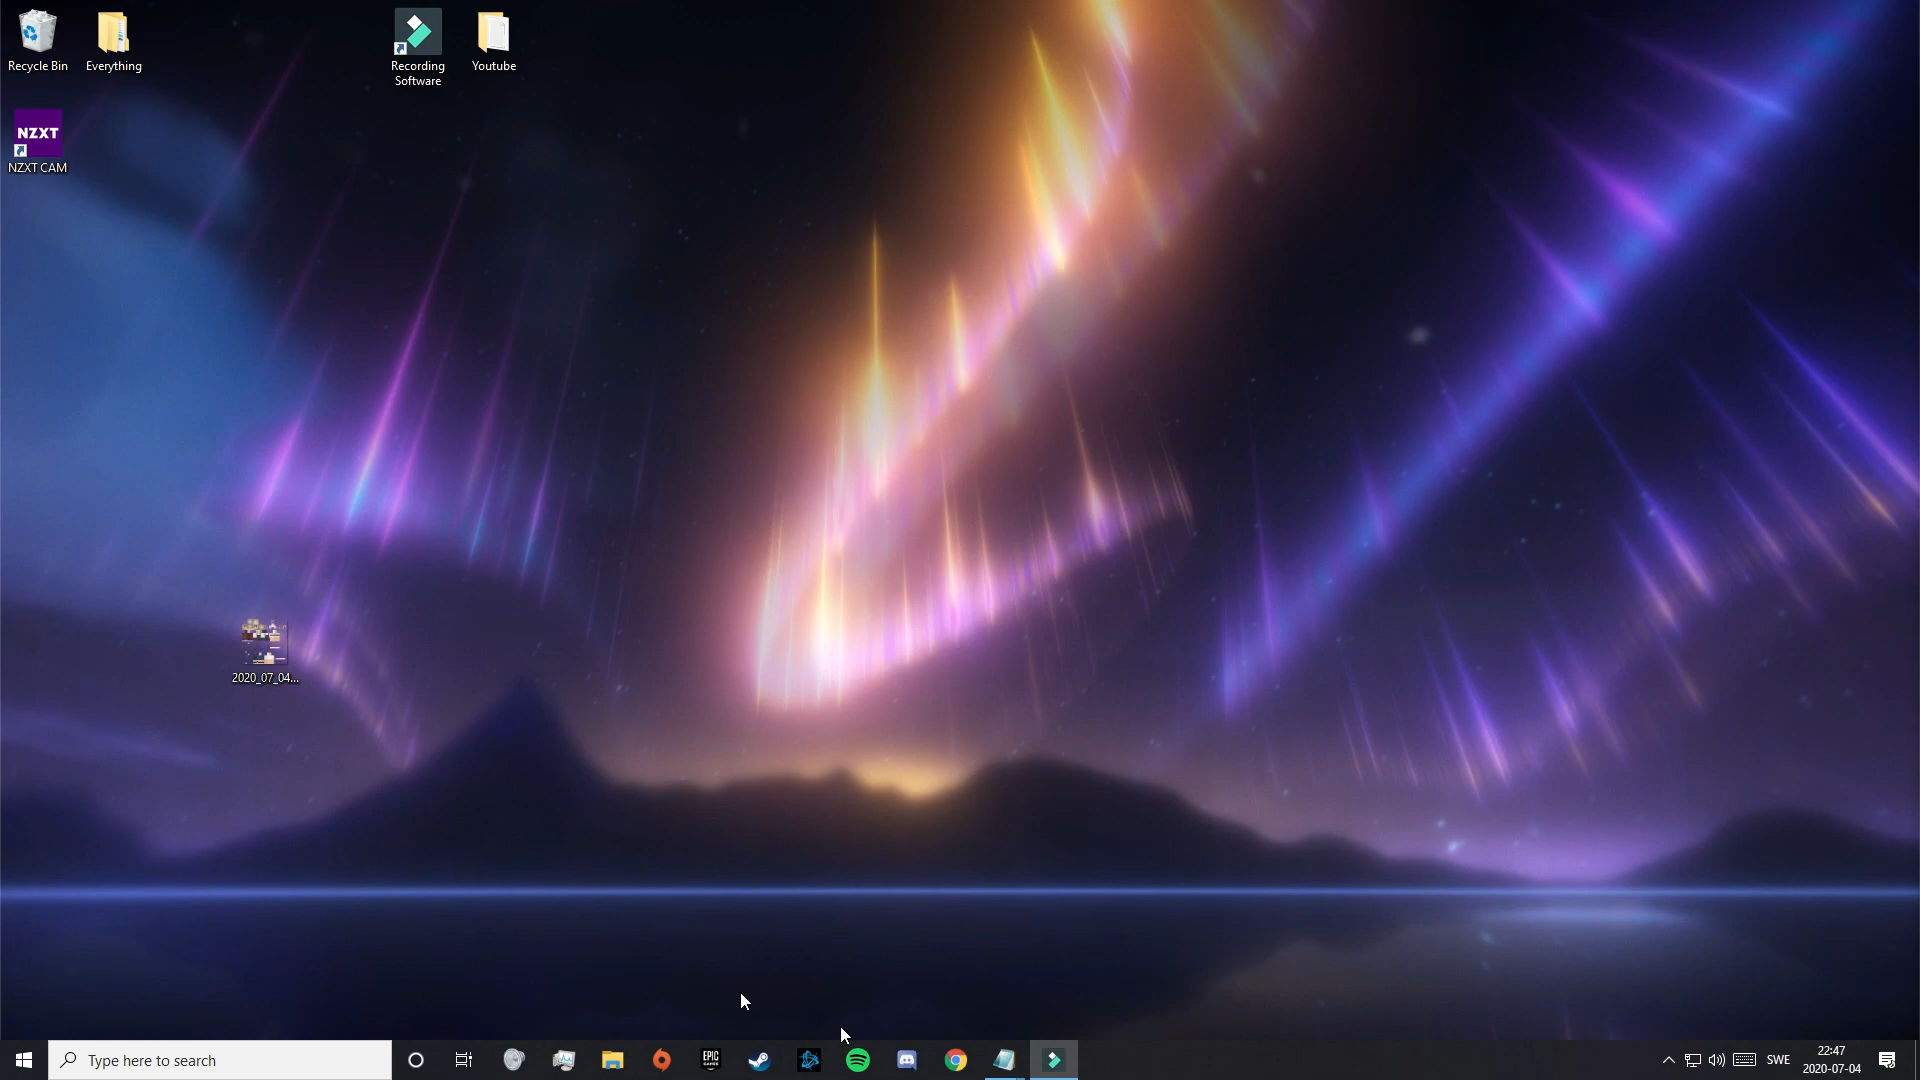 Recycle Bin
Everything
Recording
Software
Youtube
NZXT
NZXT CAM
2020_07_04...
Type here to search
EPIC
GAMES
SWE
22:47
2020-07-04